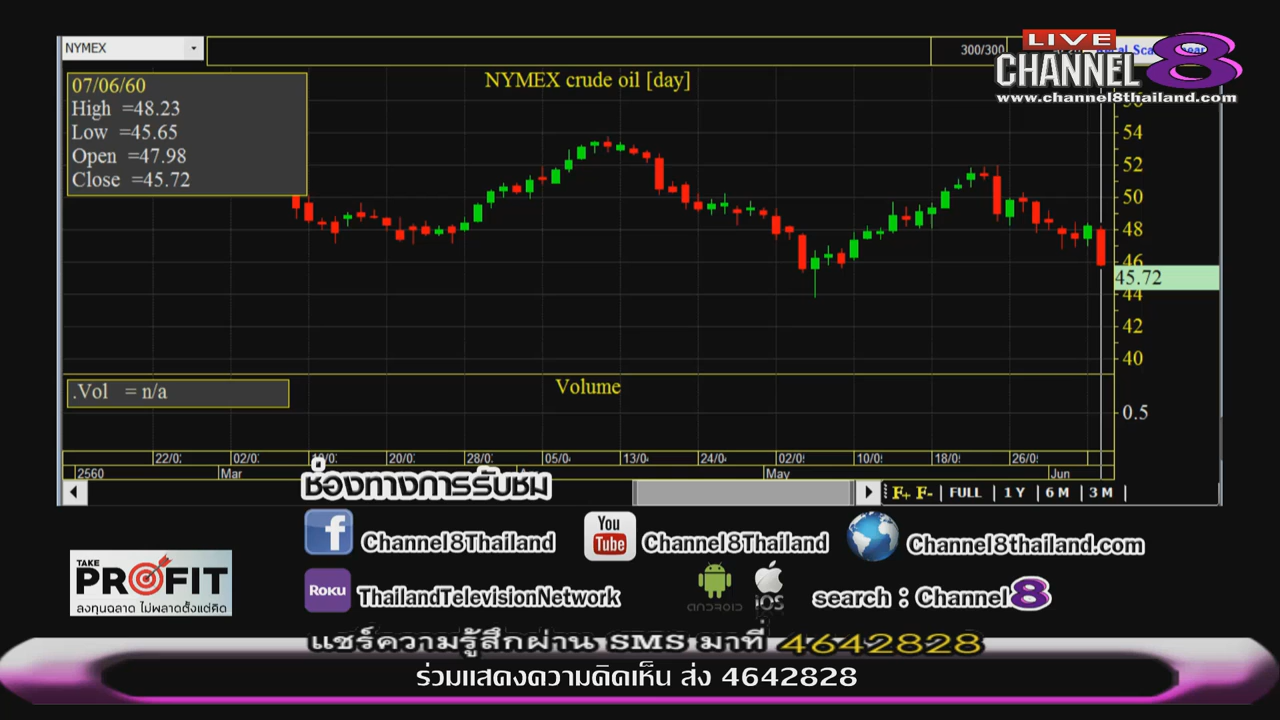 NYMEX
300/300
LIVE
CHANNEL 8
www.channel8thailand.com
07/06/60
High =48.23
Low =45.65
Open =47.98
Close =45.72
NYMEX crude oil [day]
54
52
50
48
46
45.72
44
42
40
.Vol = n/a
Volume
0.5
22/0
02/0
20/0
28/0
05/0
13/0
24/0
02/0
10/0
18/0
26/0
2560
Mar
May
Jun
F+ F- | FULL | 1 Y | 6 M | 3 M |
ช่องทางการรับชม
f Channel8Thailand
You Tube Channel8Thailand
Channel8thailand.com
TAKE PROFIT
ลงทุนฉลาด ไม่พลาดตั้งแต่คิด
ROKU ThailandTelevisionNetwork
iOS
search : Channel8
แชร์ความรู้สึกผ่าน SMS มาที่ 4642828
ร่วมแสดงความคิดเห็น ส่ง 4642828